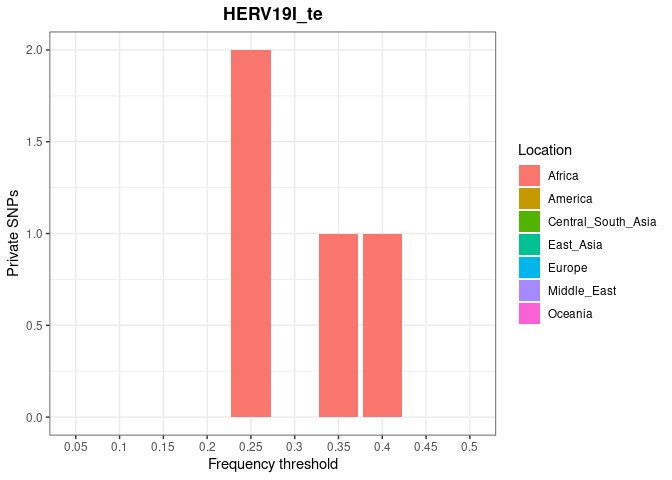 HERV19I_te
Private SNPs
2.0
1.5
1.0
0.5
0.0
0.05 0.1 0.15 0.2 0.25 0.3 0.35 0.4 0.45 0.5
Frequency threshold
Location
Africa
America
Central_South_Asia
East_Asia
Europe
Middle_East
Oceania